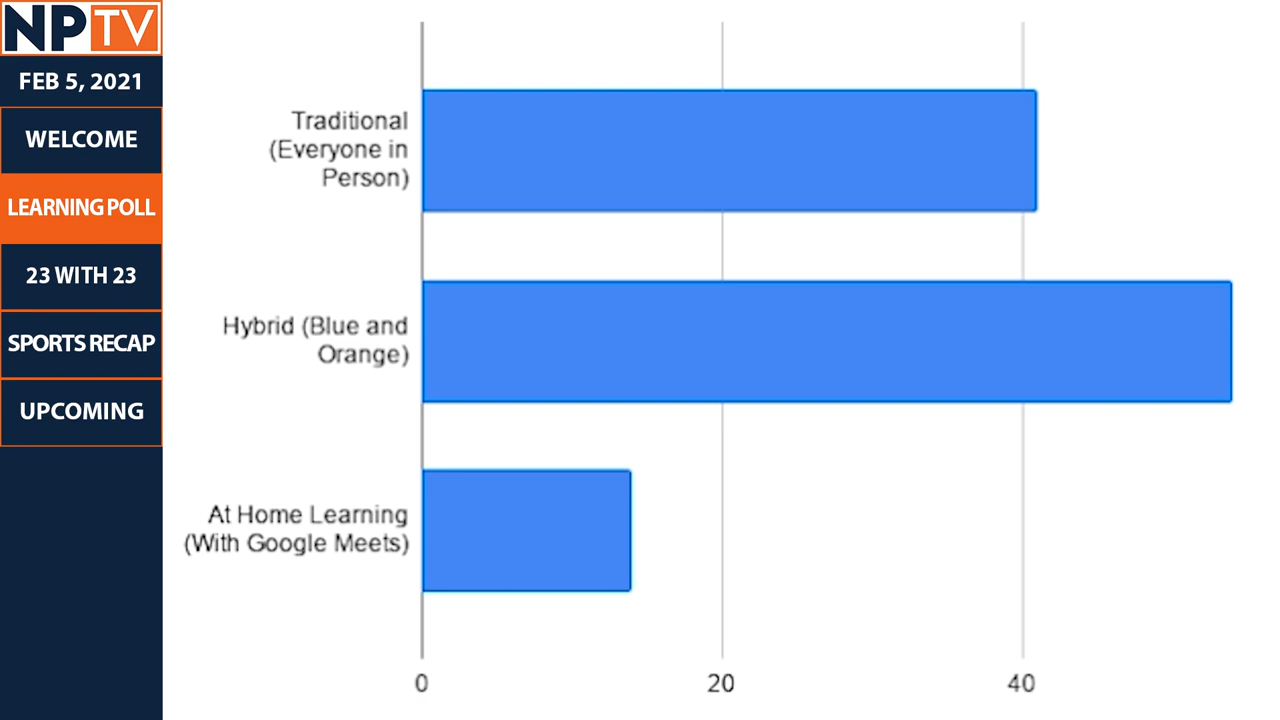 NPTV
FEB 5, 2021
WELCOME
LEARNING POLL
23 WITH 23
SPORTS RECAP
UPCOMING
Traditional
(Everyone in
Person)
Hybrid (Blue and
Orange)
At Home Learning
(With Google Meets)
0
20
40